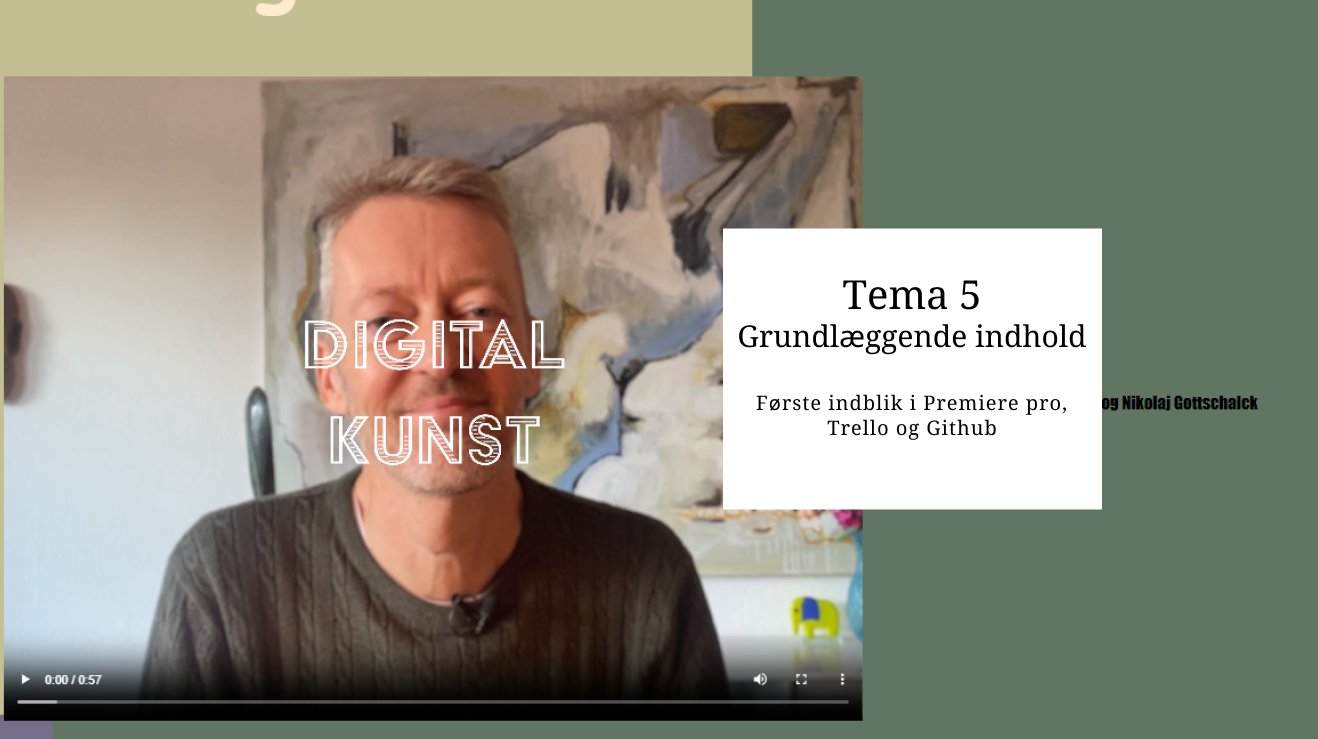 DIGITAL
KUNST
Tema 5
Grundlæggende indhold
Første indblik i Premiere pro,
Trello og Github
og Nikolaj Gottschalck
0:00 / 0:57